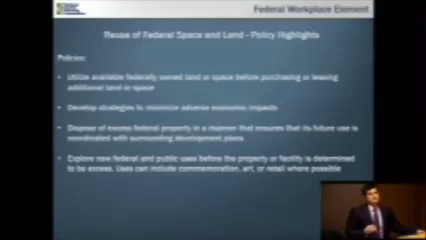 Federal Workplace Element
Reuse of Federal Space and Land - Policy Highlights
Policies:
• Utilize available federally owned land or space before purchasing or leasing
additional land or space
• Develop strategies to minimize adverse economic impacts
• Dispose of excess federal property in a manner that ensures that its future use is
coordinated with surrounding development plans.
• Explore new federal and public uses before the property or facility is determined
to be excess. Uses can include commemoration, art, or retail where possible